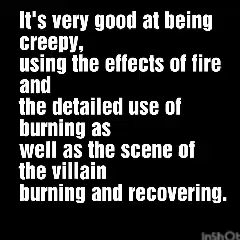 It's very good at being
creepy,
using the effects of fire
and
the detailed use of
burning as
well as the scene of
the villain
burning and recovering.